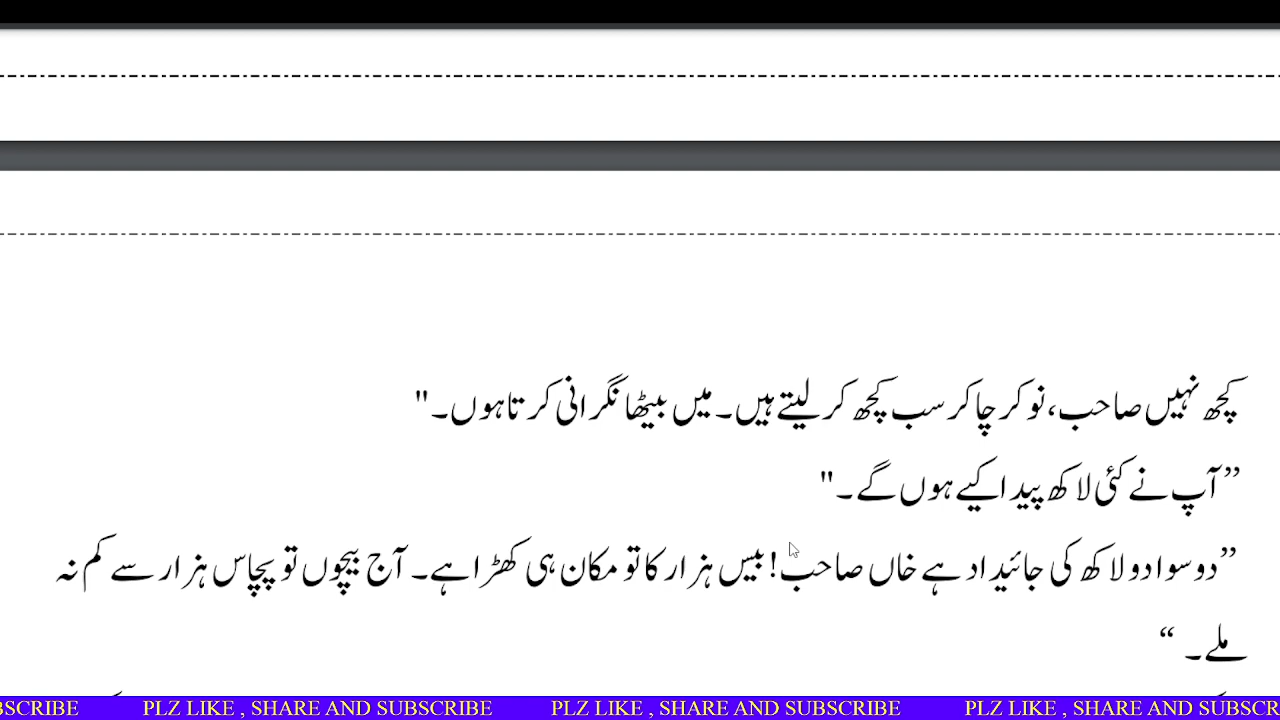 کچھ نہیں صاحب، نوکر چاکر سب کچھ کر لیتے ہیں۔ میں بیٹھا نگرانی کرتا ہوں۔"
”آپ نے کئی لاکھ پیدا کیے ہوں گے۔"
”دو سوا دو لاکھ کی جائیداد ہے خاں صاحب! بیس ہزار کا تو مکان ہی کھڑا ہے۔ آج بیچوں تو پچاس ہزار سے کم نہ
ملے۔“
BSCRIBE PLZ LIKE , SHARE AND SUBSCRIBE PLZ LIKE , SHARE AND SUBSCRIBE PLZ LIKE , SHARE AND SUBSCR